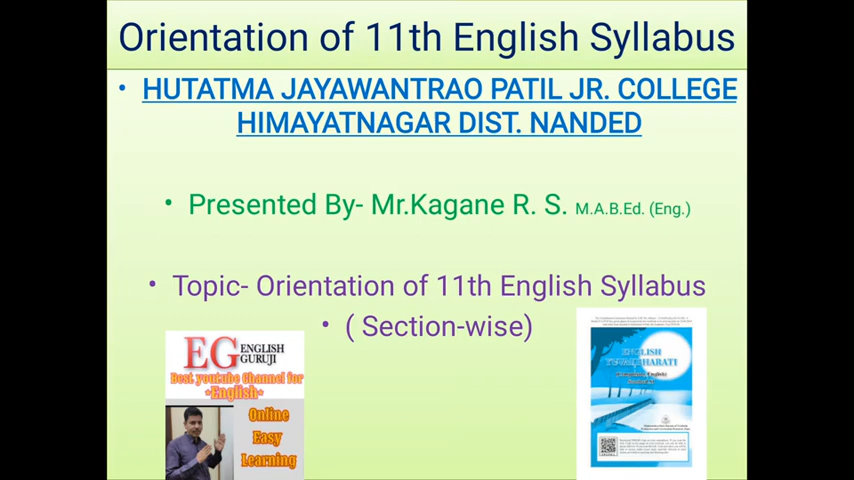 Orientation of 11th English Syllabus
• HUTATMA JAYAWANTRAO PATIL JR. COLLEGE
HIMAYATNAGAR DIST. NANDED
• Presented By- Mr.Kagane R. S. M.A.B.Ed. (Eng.)
• Topic- Orientation of 11th English Syllabus
• ( Section-wise)
EG ENGLISH
GURUJI
Best youtube Channel for
*English*
Online
Easy
Learning
ENGLISH